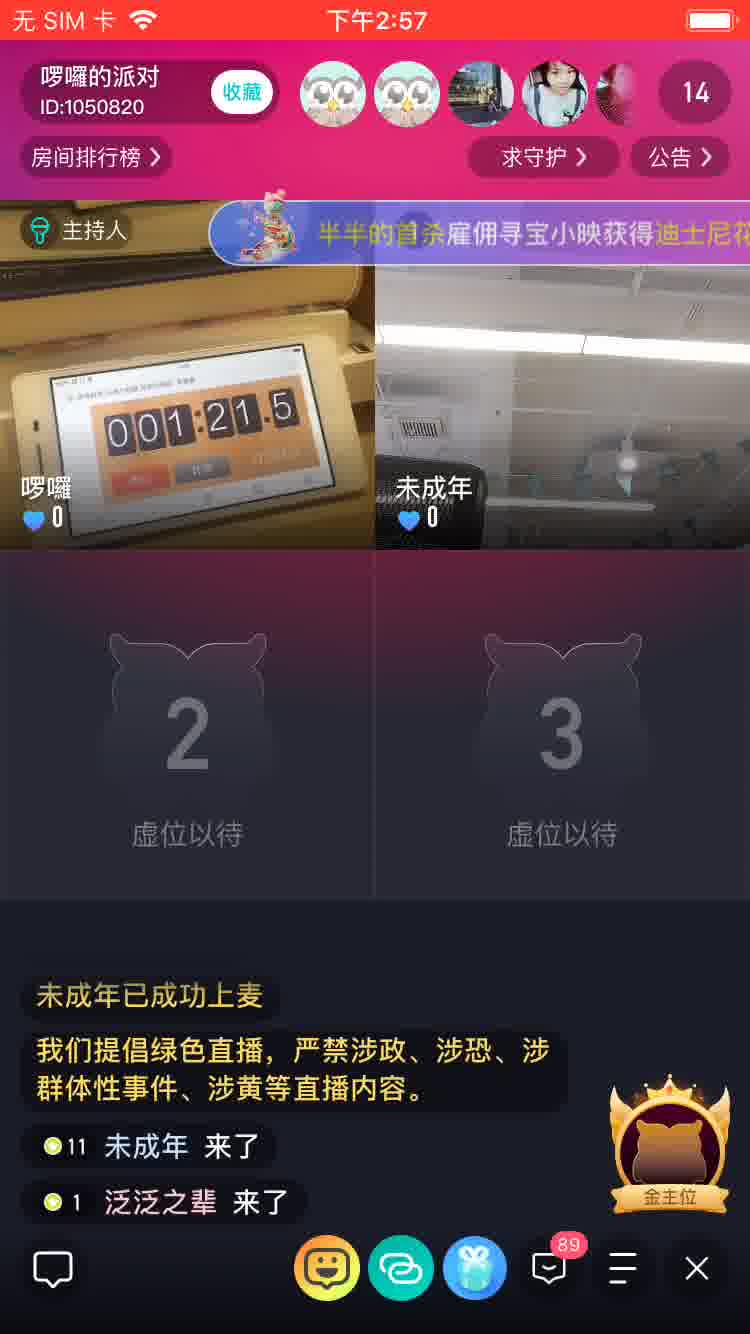 无 SIM 卡
下午2:57
啰囉的派对
ID:1050820
收藏
14
房间排行榜
求守护
公告
主持人
半半的首杀雇佣寻宝小映获得迪士尼花
001:21.5
啰囉
0
未成年
0
2
3
虚位以待
虚位以待
未成年已成功上麦
我们提倡绿色直播，严禁涉政、涉恐、涉
群体性事件、涉黄等直播内容。
11 未成年 来了
1 泛泛之辈 来了
金主位
89